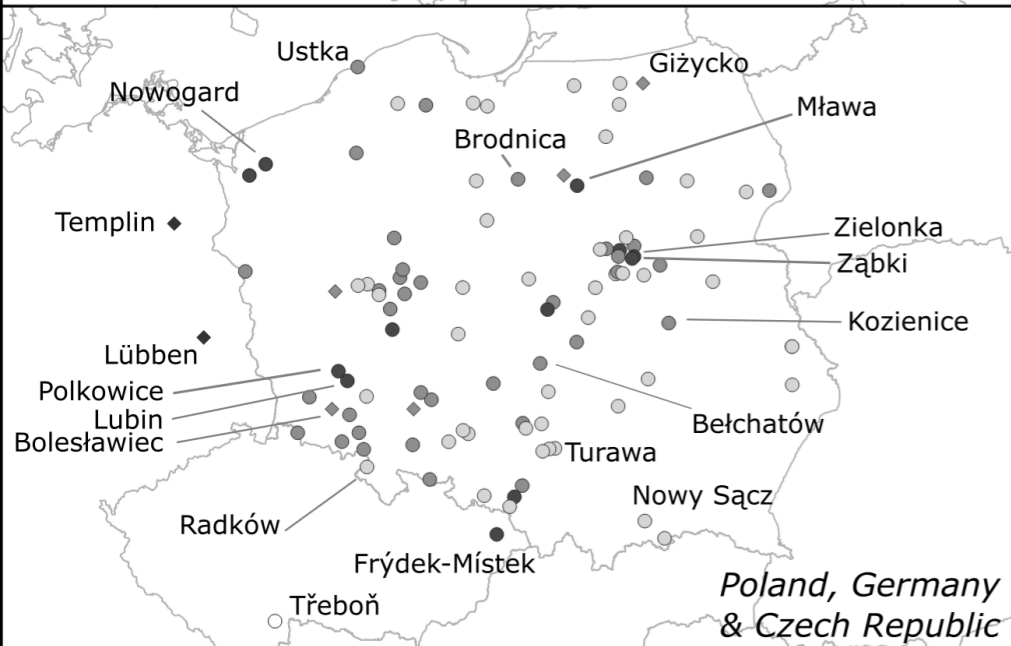 Ustka
Giżycko
Nowogard
Mława
Brodnica
Templin
Zielonka
Ząbki
Kozienice
Lübben
Polkowice
Lubin
Bolesławiec
Bełchatów
Turawa
Nowy Sącz
Radków
Frýdek-Místek
Třeboň
Poland, Germany
& Czech Republic